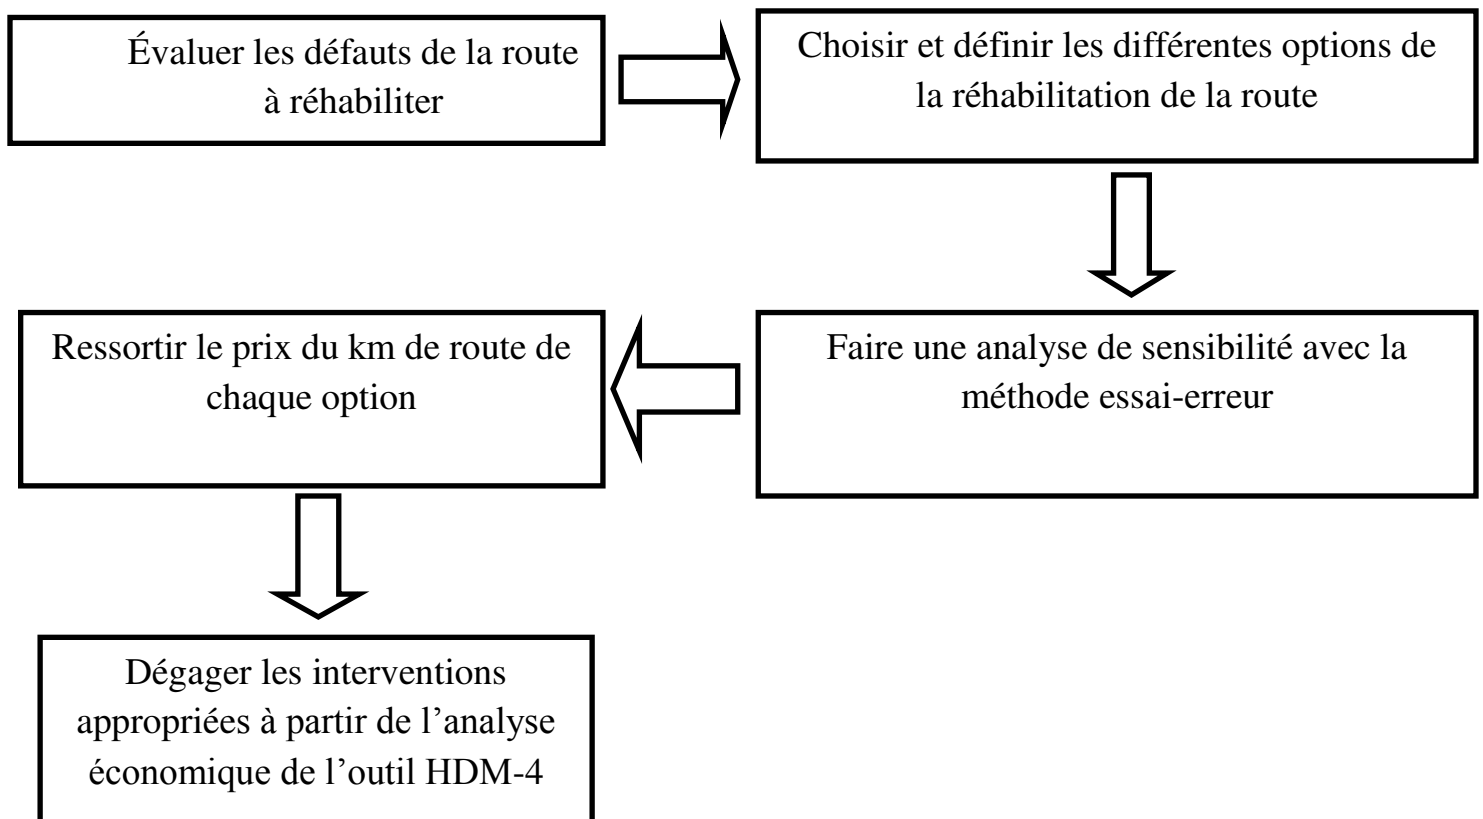 Évaluer les défauts de la route
à réhabiliter
Choisir et définir les différentes options de
la réhabilitation de la route
Faire une analyse de sensibilité avec la
méthode essai-erreur
Ressortir le prix du km de route de
chaque option
Dégager les interventions
appropriées à partir de l’analyse
économique de l’outil HDM-4